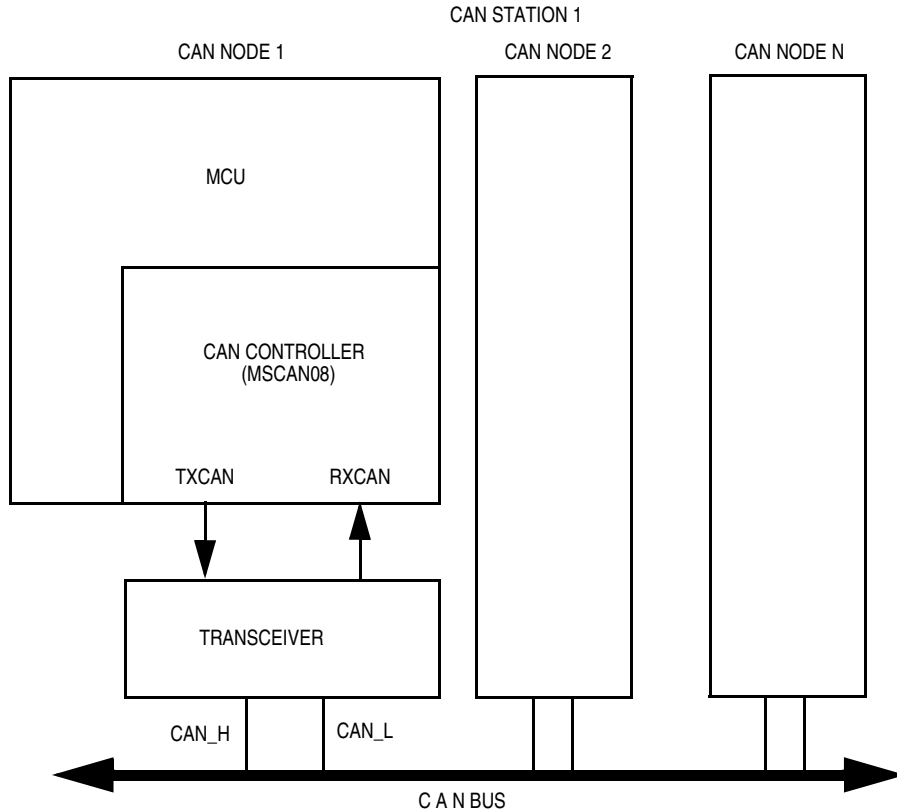 CAN STATION 1
CAN NODE 1
CAN NODE 2
CAN NODE N
MCU
CAN CONTROLLER
(MSCAN08)
TXCAN
RXCAN
TRANSCEIVER
CAN_H
CAN_L
C A N BUS